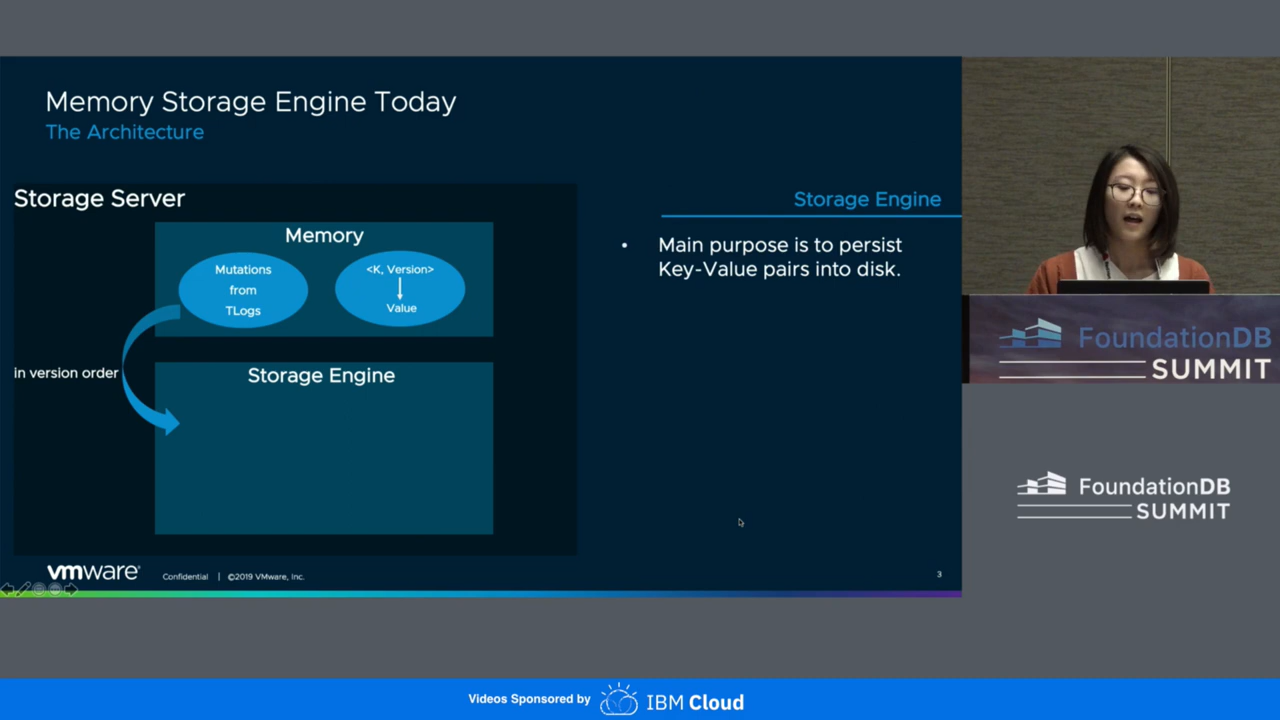 Memory Storage Engine Today
The Architecture
Storage Server
Memory
Mutations
from
TLogs
<K, Version>
Value
in version order
Storage Engine
Storage Engine
• Main purpose is to persist
Key-Value pairs into disk.
vmware
Confidential | ©2019 VMware, Inc.
3
FoundationDB
SUMMIT
FoundationDB
SUMMIT
Videos Sponsored by IBM Cloud